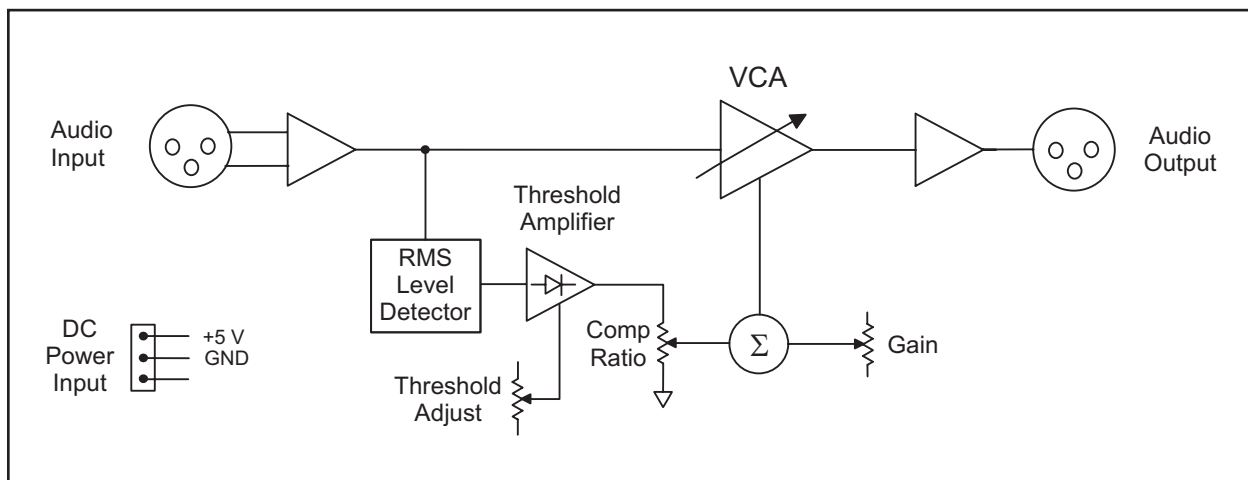 VCA
Audio
Input
Audio
Output
Threshold
Amplifier
RMS
Level
Detector
DC
Power
Input
+5 V
GND
Comp
Ratio
Σ
Gain
Threshold
Adjust